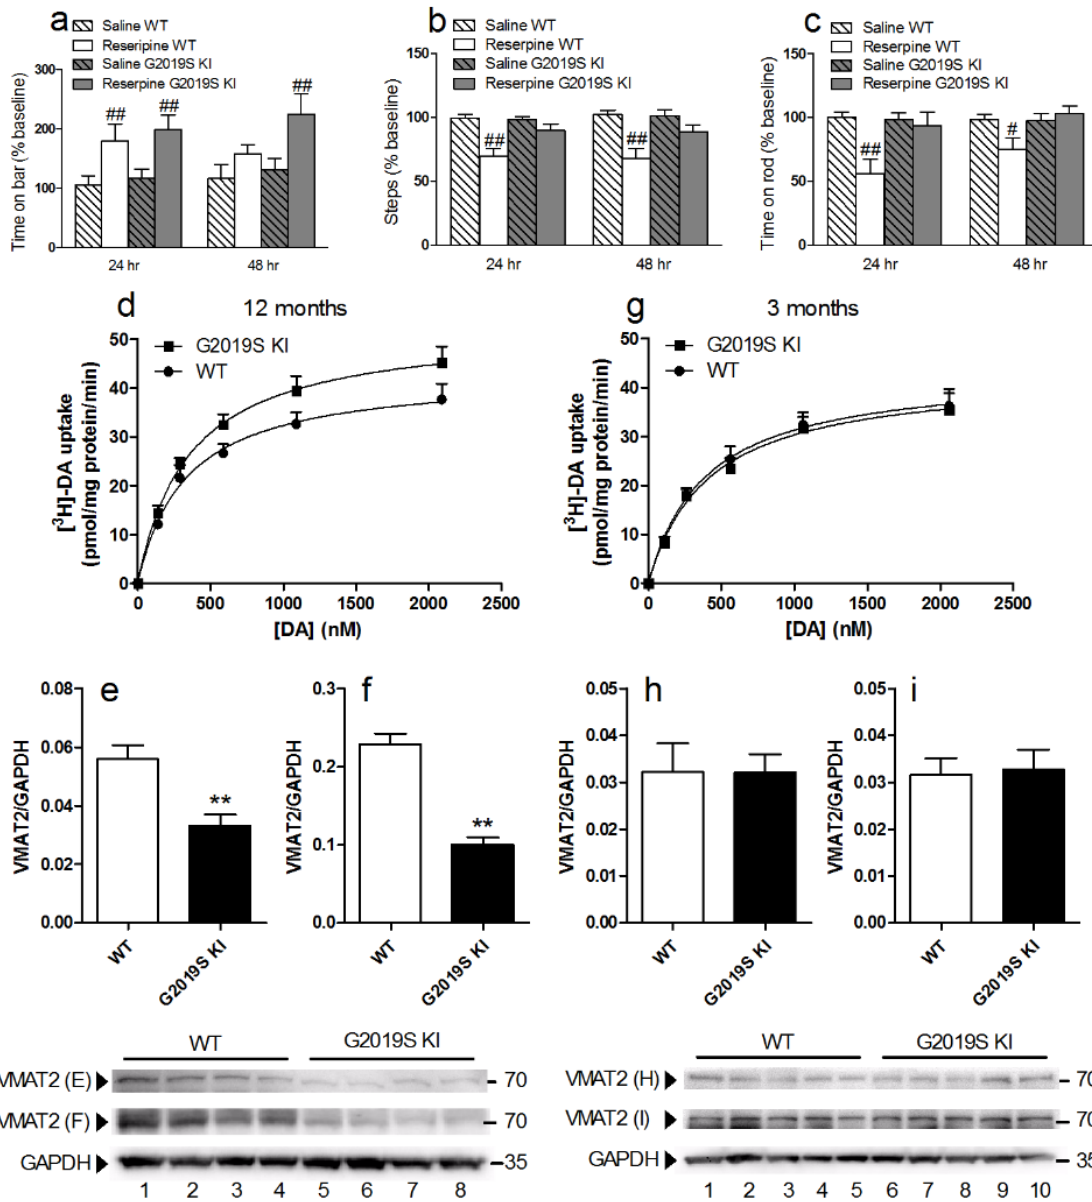 a
Saline WT
Reseripine WT
Saline G2019S KI
Reserpine G2019S KI
Time on bar (% baseline)
300
200
100
0
##
##
##
24 hr
48 hr
b
Saline WT
Reserpine WT
Saline G2019S KI
Reserpine G2019S KI
Steps (% baseline)
150
100
50
0
##
##
24 hr
48 hr
c
Saline WT
Reserpine WT
Saline G2019S KI
Reserpine G2019S KI
Time on rod (% baseline)
150
100
50
0
##
#
24 hr
48 hr
d
12 months
G2019S KI
WT
[³H]-DA uptake
(pmol/mg protein/min)
50
40
30
20
10
0
0 500 1000 1500 2000 2500
[DA] (nM)
g
3 months
G2019S KI
WT
[³H]-DA uptake
(pmol/mg protein/min)
50
40
30
20
10
0
0 500 1000 1500 2000 2500
[DA] (nM)
e
VMAT2/GAPDH
0.08
0.06
0.04
0.02
0.00
**
WT
G2019S KI
f
VMAT2/GAPDH
0.3
0.2
0.1
0.0
**
WT
G2019S KI
h
VMAT2/GAPDH
0.05
0.04
0.03
0.02
0.01
0.00
WT
G2019S KI
i
VMAT2/GAPDH
0.05
0.04
0.03
0.02
0.01
0.00
WT
G2019S KI
WT G2019S KI
VMAT2 (E) 70
VMAT2 (F) 70
GAPDH 35
1 2 3 4 5 6 7 8
WT G2019S KI
VMAT2 (H) 70
VMAT2 (I) 70
GAPDH 35
1 2 3 4 5 6 7 8 9 10